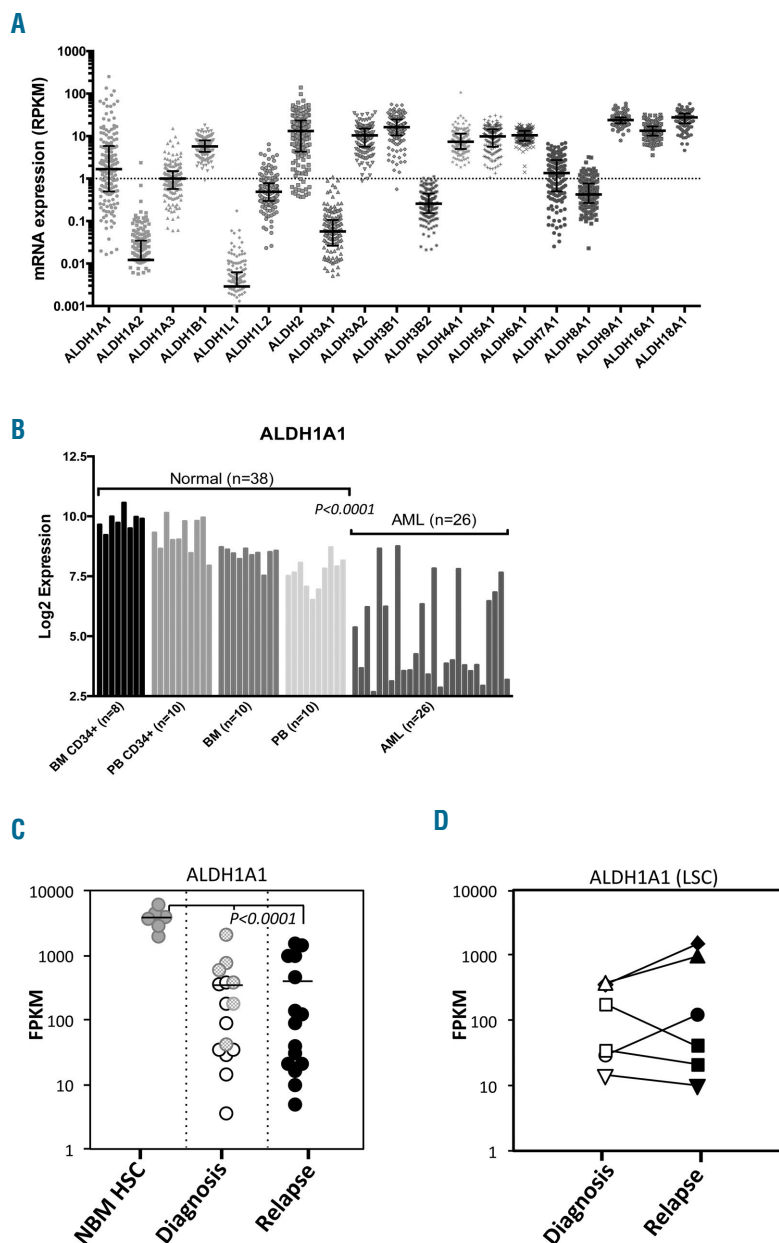 A
mRNA expression (RPKM)
1000
100
10
1
0.1
0.01
0.001
ALDH1A1
ALDH1A2
ALDH1A3
ALDH1B1
ALDH1L1
ALDH1L2
ALDH2
ALDH3A1
ALDH3A2
ALDH3B1
ALDH3B2
ALDH4A1
ALDH5A1
ALDH6A1
ALDH7A1
ALDH8A1
ALDH9A1
ALDH16A1
ALDH18A1
B
ALDH1A1
Log2 Expression
12.5
10.0
7.5
5.0
2.5
Normal (n=38)
P<0.0001
AML (n=26)
BM CD34+ (n=8)
PB CD34+ (n=10)
BM (n=10)
PB (n=10)
AML (n=26)
C
ALDH1A1
FPKM
10000
1000
100
10
1
P<0.0001
NBM HSC
Diagnosis
Relapse
D
ALDH1A1 (LSC)
FPKM
10000
1000
100
10
1
Diagnosis
Relapse